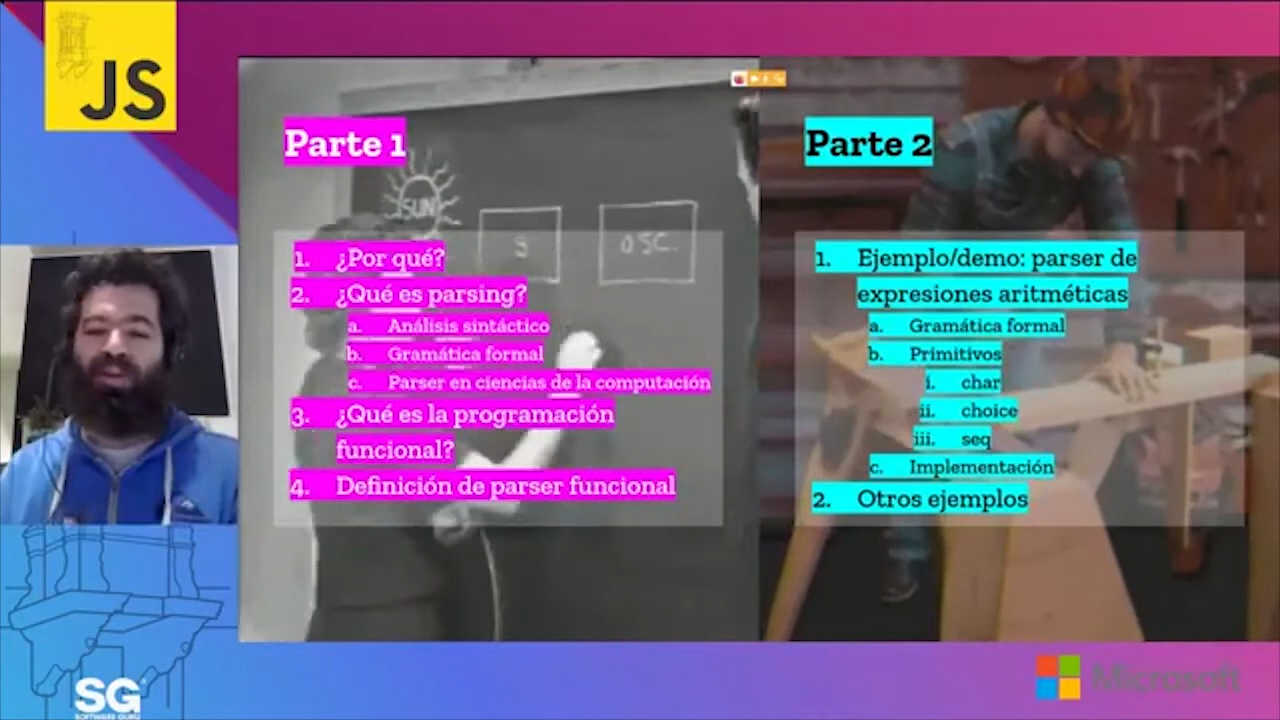 JS
Parte 1
SUN
S
OSC.
1. ¿Por qué?
2. ¿Qué es parsing?
a. Análisis sintáctico
b. Gramática formal
c. Parser en ciencias de la computación
3. ¿Qué es la programación
funcional?
4. Definición de parser funcional
Parte 2
1. Ejemplo/demo: parser de
expresiones aritméticas
a. Gramática formal
b. Primitivos
i. char
ii. choice
iii. seq
c. Implementación
2. Otros ejemplos
SG
SOFTWARE GURU
Microsoft